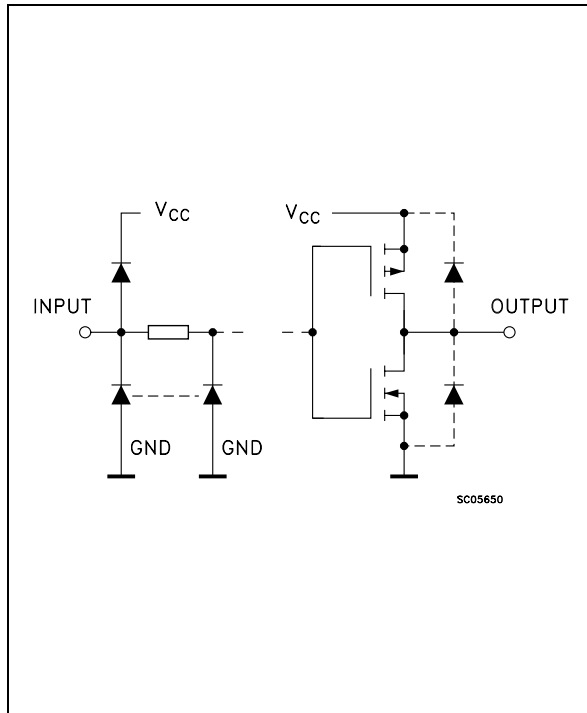 VCC
VCC
INPUT
OUTPUT
GND
GND
SC05650